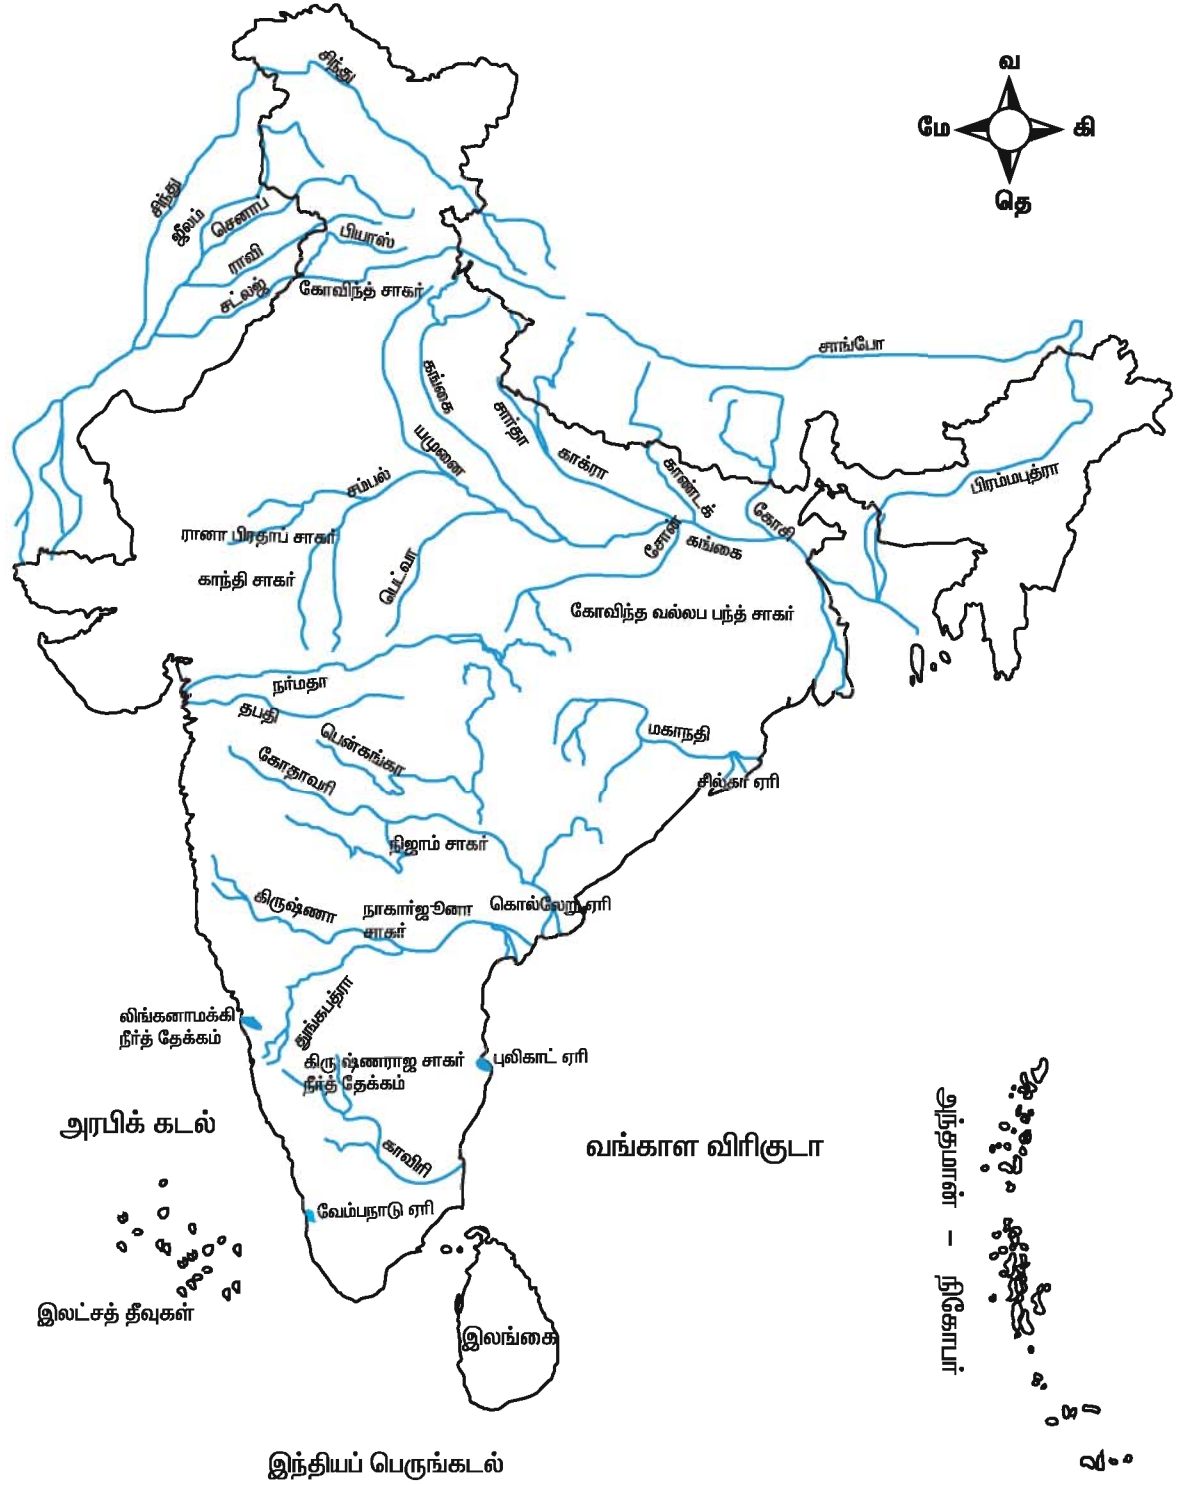 சிந்து
வ
மே
கி
தெ
சிந்து
ஜீலம்
செனாப்
ராவி
பியாஸ்
சட்லஜ்
கோவிந்த் சாகர்
சாங்போ
கங்கை
சார்தா
யமுனை
காக்ரா
காண்டக்
சம்பல்
பிரம்மபுத்ரா
கோசி
ரானா பிரதாப் சாகர்
சோன்
கங்கை
காந்தி சாகர்
பெட்வா
கோவிந்த வல்லப பந்த் சாகர்
நர்மதா
தபதி
பென்கங்கா
மகாநதி
கோதாவரி
சில்கா ஏரி
நிஜாம் சாகர்
கிருஷ்ணா
நாகார்ஜூனா
சாகர்
கொல்லேறு ஏரி
துங்கபத்ரா
லிங்கனாமக்கி
நீர்த் தேக்கம்
கிருஷ்ணராஜ சாகர்
நீர்த் தேக்கம்
புலிகாட் ஏரி
அரபிக் கடல்
வங்காள விரிகுடா
காவிரி
வேம்பநாடு ஏரி
அந்தமான் – நிகோபர்
இலட்சத் தீவுகள்
இலங்கை
இந்தியப் பெருங்கடல்